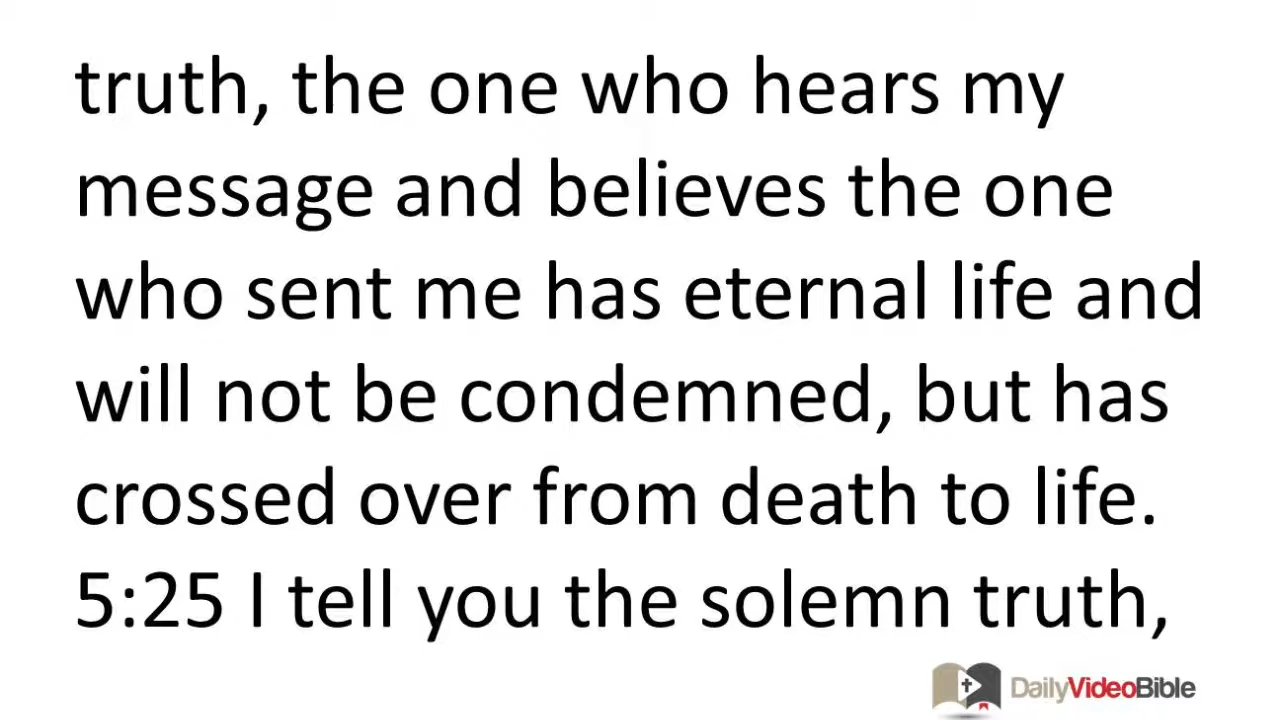 truth, the one who hears my
message and believes the one
who sent me has eternal life and
will not be condemned, but has
crossed over from death to life.
5:25 I tell you the solemn truth,
DailyVideoBible